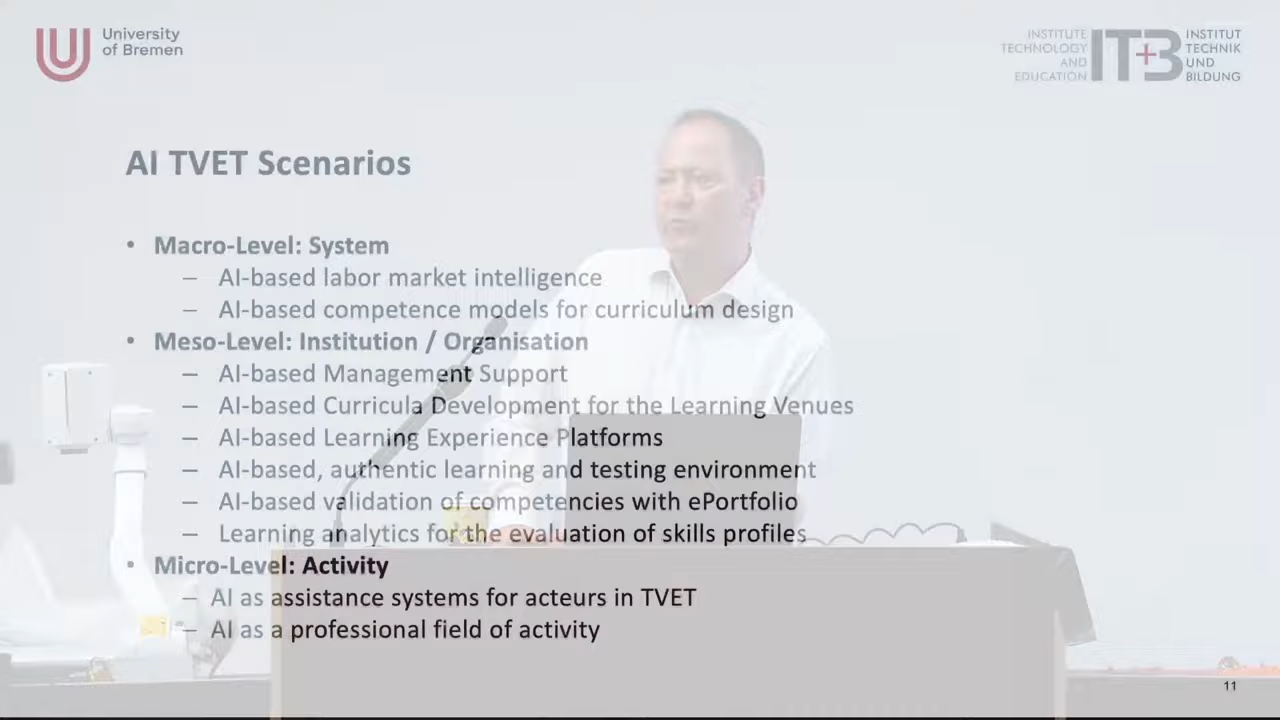 University
of Bremen
INSTITUTE
TECHNOLOGY
AND
EDUCATION
IT+B
INSTITUT
TECHNIK
UND
BILDUNG
AI TVET Scenarios
• Macro-Level: System
– AI-based labor market intelligence
– AI-based competence models for curriculum design
• Meso-Level: Institution / Organisation
– AI-based Management Support
– AI-based Curricula Development for the Learning Venues
– AI-based Learning Experience Platforms
– AI-based, authentic learning and testing environment
– AI-based validation of competencies with ePortfolio
– Learning analytics for the evaluation of skills profiles
• Micro-Level: Activity
– AI as assistance systems for acteurs in TVET
– AI as a professional field of activity
11